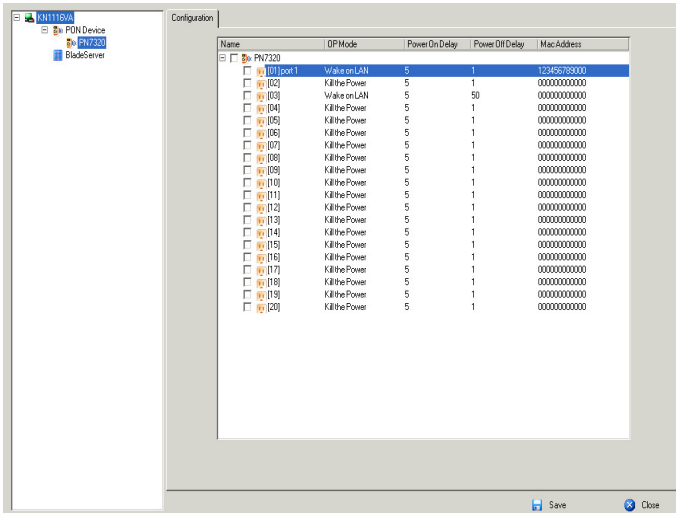 KN1116VA
PON Device
PN7320
BladeServer
Configuration
Name OP Mode Power On Delay Power Off Delay Mac Address
PN7320
[01] port 1 Wake on LAN 5 1 123456789000
[02] Kill the Power 5 1 000000000000
[03] Wake on LAN 5 50 000000000000
[04] Kill the Power 5 1 000000000000
[05] Kill the Power 5 1 000000000000
[06] Kill the Power 5 1 000000000000
[07] Kill the Power 5 1 000000000000
[08] Kill the Power 5 1 000000000000
[09] Kill the Power 5 1 000000000000
[10] Kill the Power 5 1 000000000000
[11] Kill the Power 5 1 000000000000
[12] Kill the Power 5 1 000000000000
[13] Kill the Power 5 1 000000000000
[14] Kill the Power 5 1 000000000000
[15] Kill the Power 5 1 000000000000
[16] Kill the Power 5 1 000000000000
[17] Kill the Power 5 1 000000000000
[18] Kill the Power 5 1 000000000000
[19] Kill the Power 5 1 000000000000
[20] Kill the Power 5 1 000000000000
Save Close